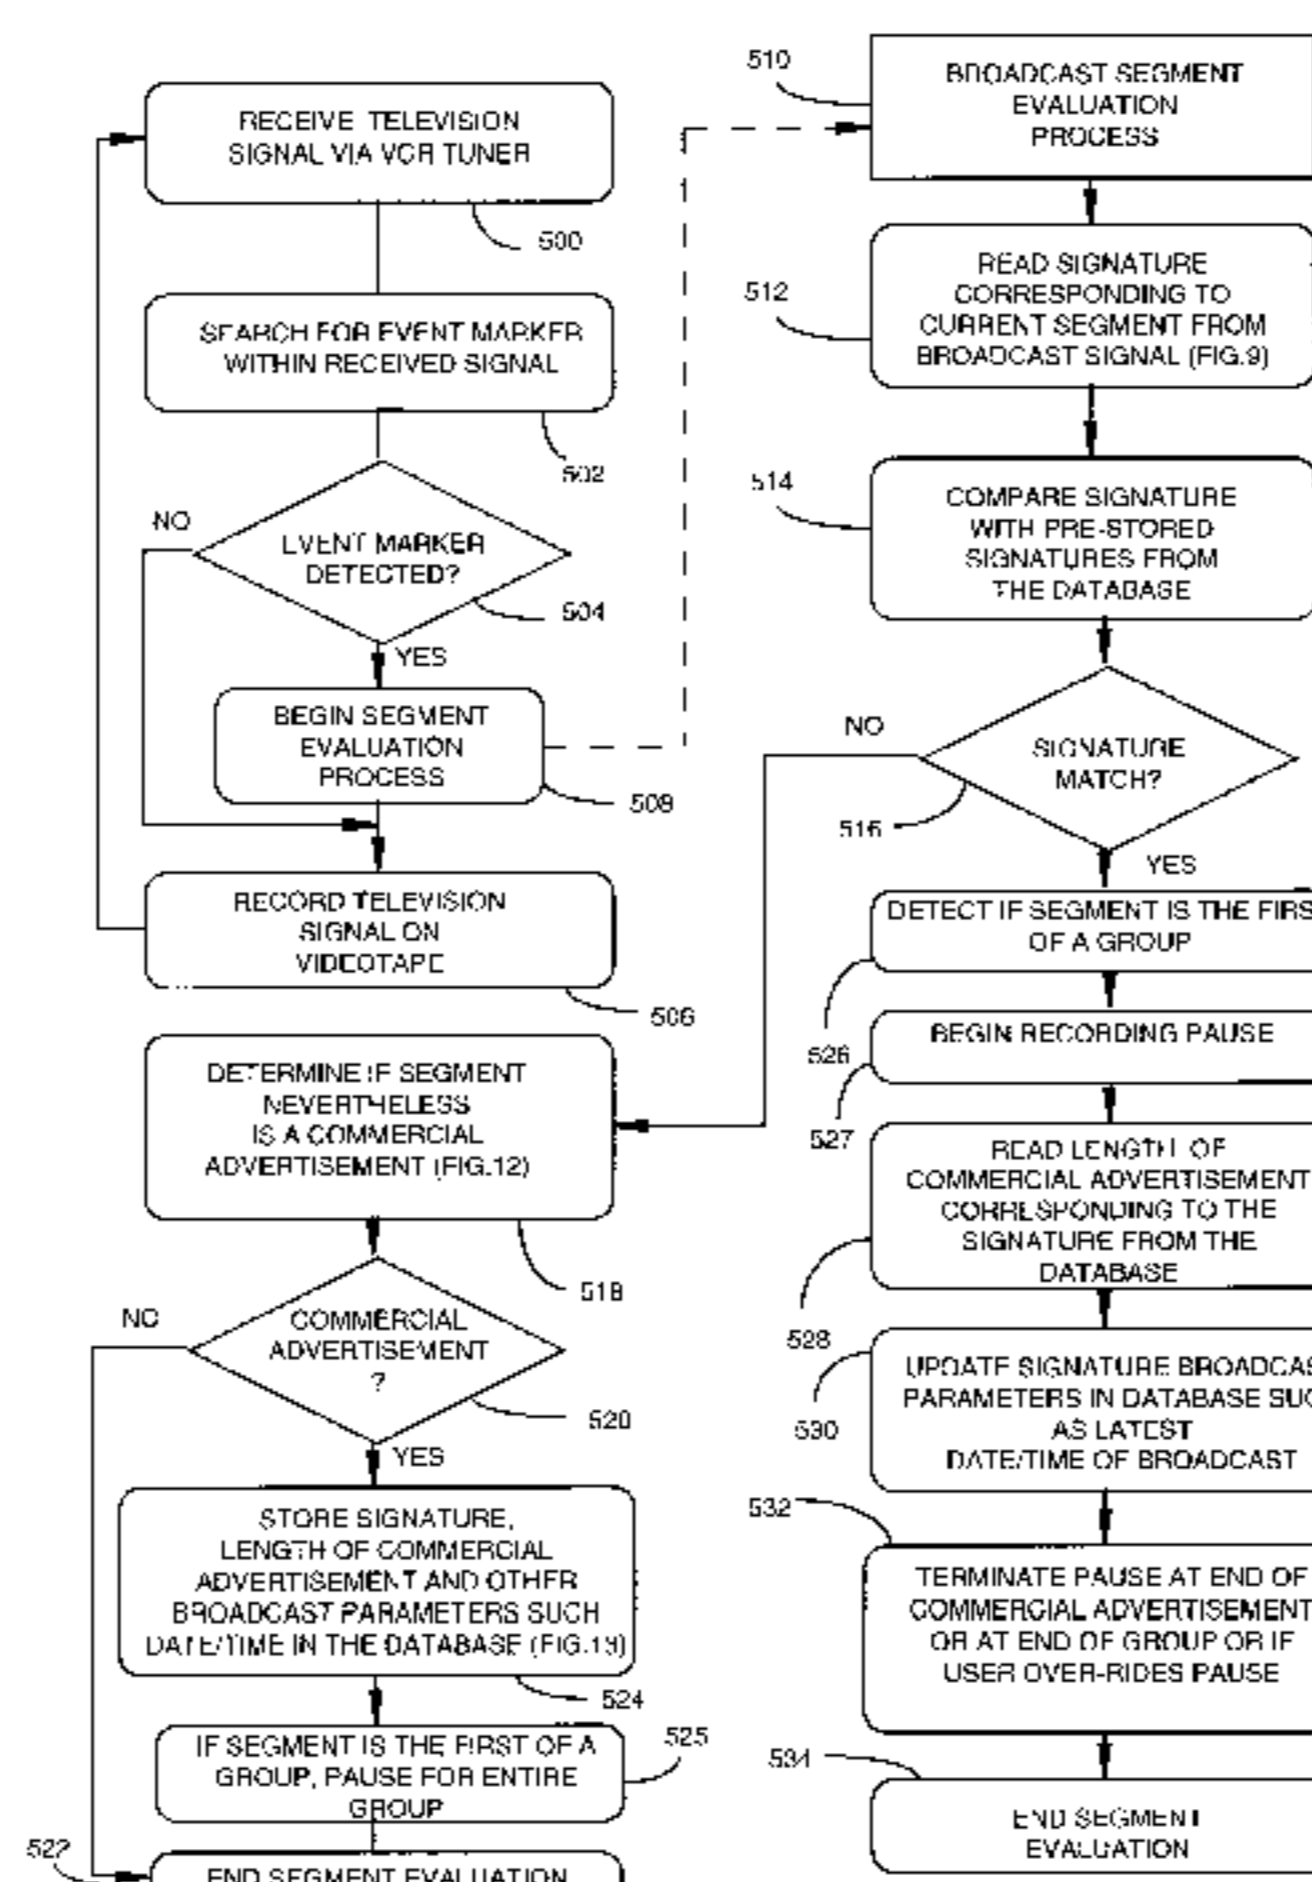 RECEIVE TELEVISION
SIGNAL VIA VCR TUNER
500
SEARCH FOR EVENT MARKER
WITHIN RECEIVED SIGNAL
502
NO
EVENT MARKER
DETECTED?
504
YES
BEGIN SEGMENT
EVALUATION
PROCESS
508
RECORD TELEVISION
SIGNAL ON
VIDEOTAPE
506
DETERMINE IF SEGMENT
NEVERTHELESS
IS A COMMERCIAL
ADVERTISEMENT (FIG.12)
518
NO
COMMERCIAL
ADVERTISEMENT
?
520
YES
STORE SIGNATURE,
LENGTH OF COMMERCIAL
ADVERTISEMENT AND OTHER
BROADCAST PARAMETERS SUCH
DATE/TIME IN THE DATABASE (FIG.13)
524
IF SEGMENT IS THE FIRST OF A
GROUP, PAUSE FOR ENTIRE
GROUP
525
522
END SEGMENT EVALUATION
510
BROADCAST SEGMENT
EVALUATION
PROCESS
512
READ SIGNATURE
CORRESPONDING TO
CURRENT SEGMENT FROM
BROADCAST SIGNAL (FIG.9)
514
COMPARE SIGNATURE
WITH PRE-STORED
SIGNATURES FROM
THE DATABASE
NO
SIGNATURE
MATCH?
516
YES
DETECT IF SEGMENT IS THE FIRS
OF A GROUP
526
BEGIN RECORDING PAUSE
527
READ LENGTH OF
COMMERCIAL ADVERTISEMENT
CORRESPONDING TO THE
SIGNATURE FROM THE
DATABASE
528
UPDATE SIGNATURE BROADCAS
PARAMETERS IN DATABASE SUC
AS LATEST
DATE/TIME OF BROADCAST
530
532
TERMINATE PAUSE AT END OF
COMMERCIAL ADVERTISEMENT
OR AT END OF GROUP OR IF
USER OVER-RIDES PAUSE
534
END SEGMENT
EVALUATION